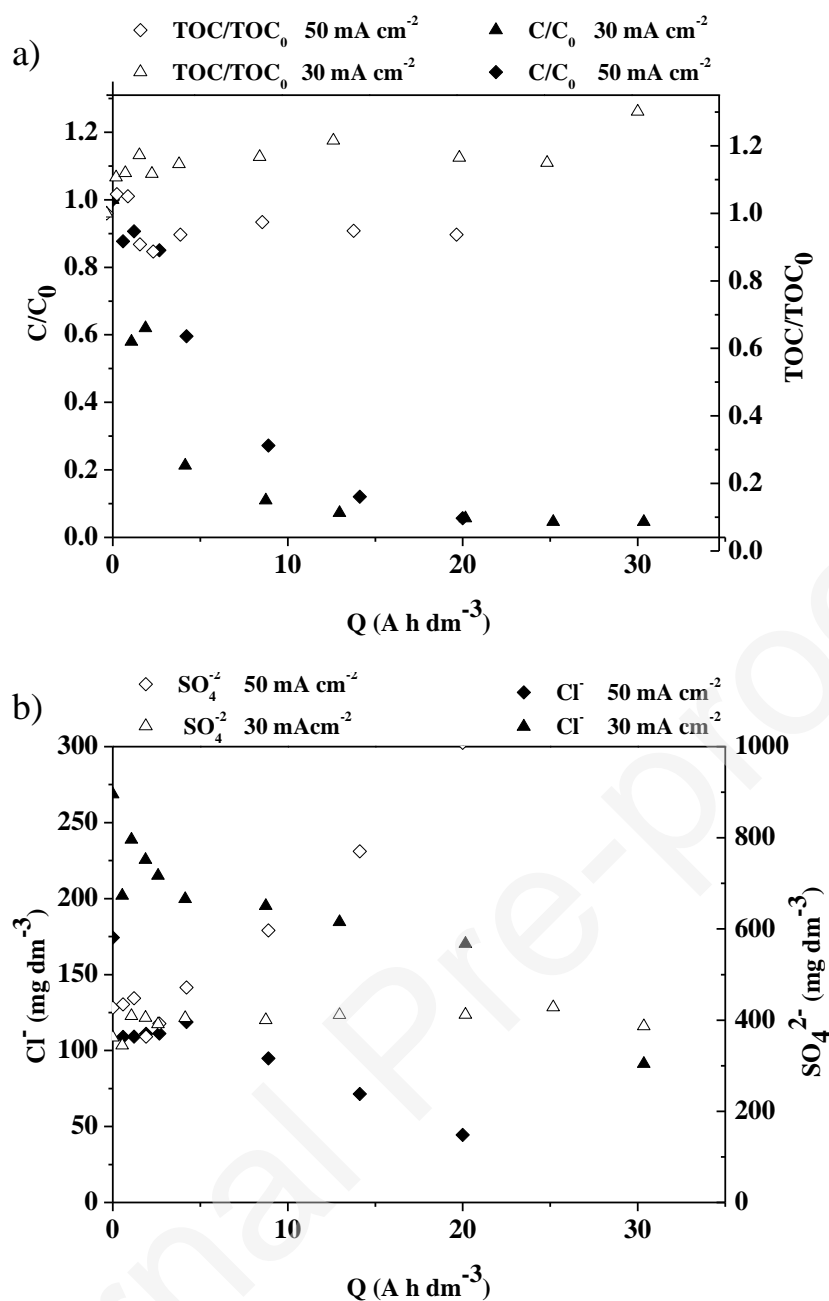 a)
◇ TOC/TOC₀ 50 mA cm⁻² ▲ C/C₀ 30 mA cm⁻²
△ TOC/TOC₀ 30 mA cm⁻² ◆ C/C₀ 50 mA cm⁻²
C/C₀
1.2
1.0
0.8
0.6
0.4
0.2
0.0
TOC/TOC₀
1.2
1.0
0.8
0.6
0.4
0.2
0.0
0 10 20 30
Q (A h dm⁻³)
b)
◇ SO₄⁻² 50 mA cm⁻² ◆ Cl⁻ 50 mA cm⁻²
△ SO₄⁻² 30 mAcm⁻² ▲ Cl⁻ 30 mA cm⁻²
Cl⁻ (mg dm⁻³)
300
250
200
150
100
50
0
SO₄²⁻ (mg dm⁻³)
1000
800
600
400
200
0
0 10 20 30
Q (A h dm⁻³)
rnal Pre-proo